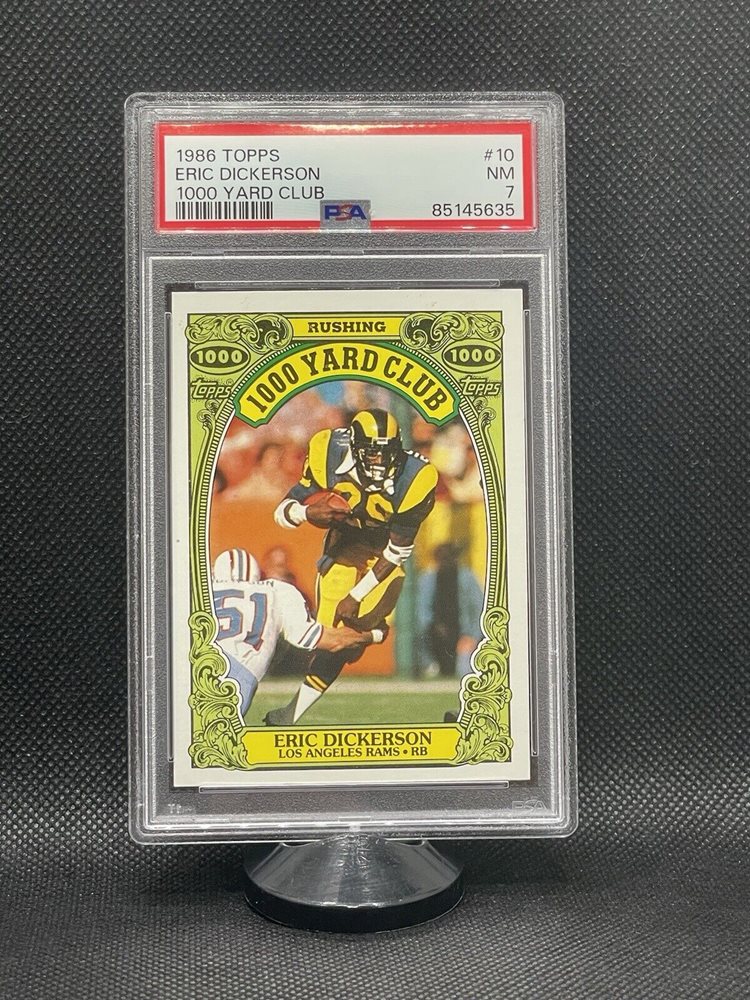 1986 TOPPS #10
ERIC DICKERSON NM
1000 YARD CLUB 7
PSA 85145635
RUSHING
1000 1000
1000 YARD CLUB
Topps Topps
51
ERIC DICKERSON
LOS ANGELES RAMS • RB
PSA